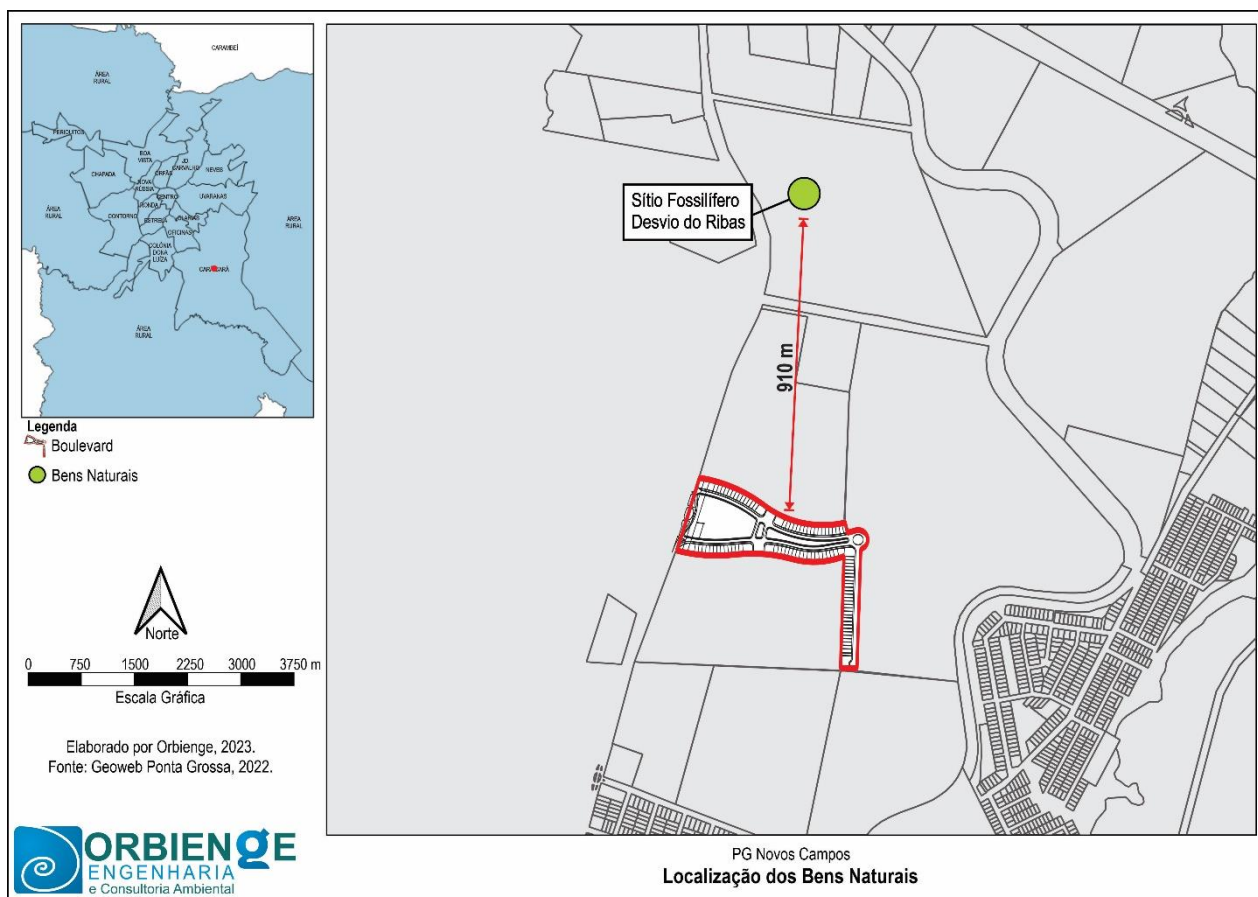 CARAMBEÍ
ÁREA
RURAL
PERIQUITOS
BOA
VISTA
JD.
CARVALHO
ÓRFÃS
NEVES
CHAPADA
NOVA
RÚSSIA
CENTRO
UVARANAS
RONDA
CONTORNO
ESTRELA
OLARIAS
OFICINAS
ÁREA
RURAL
ÁREA
RURAL
COLÔNIA
DONA
LUÍZA
CARÁ-CARÁ
ÁREA
RURAL
Legenda
Boulevard
Bens Naturais
Norte
0 750 1500 2250 3000 3750 m
Escala Gráfica
Elaborado por Orbienge, 2023.
Fonte: Geoweb Ponta Grossa, 2022.
ORBIENGE
ENGENHARIA
e Consultoria Ambiental
Sítio Fossilífero
Desvio do Ribas
910 m
PG Novos Campos
Localização dos Bens Naturais